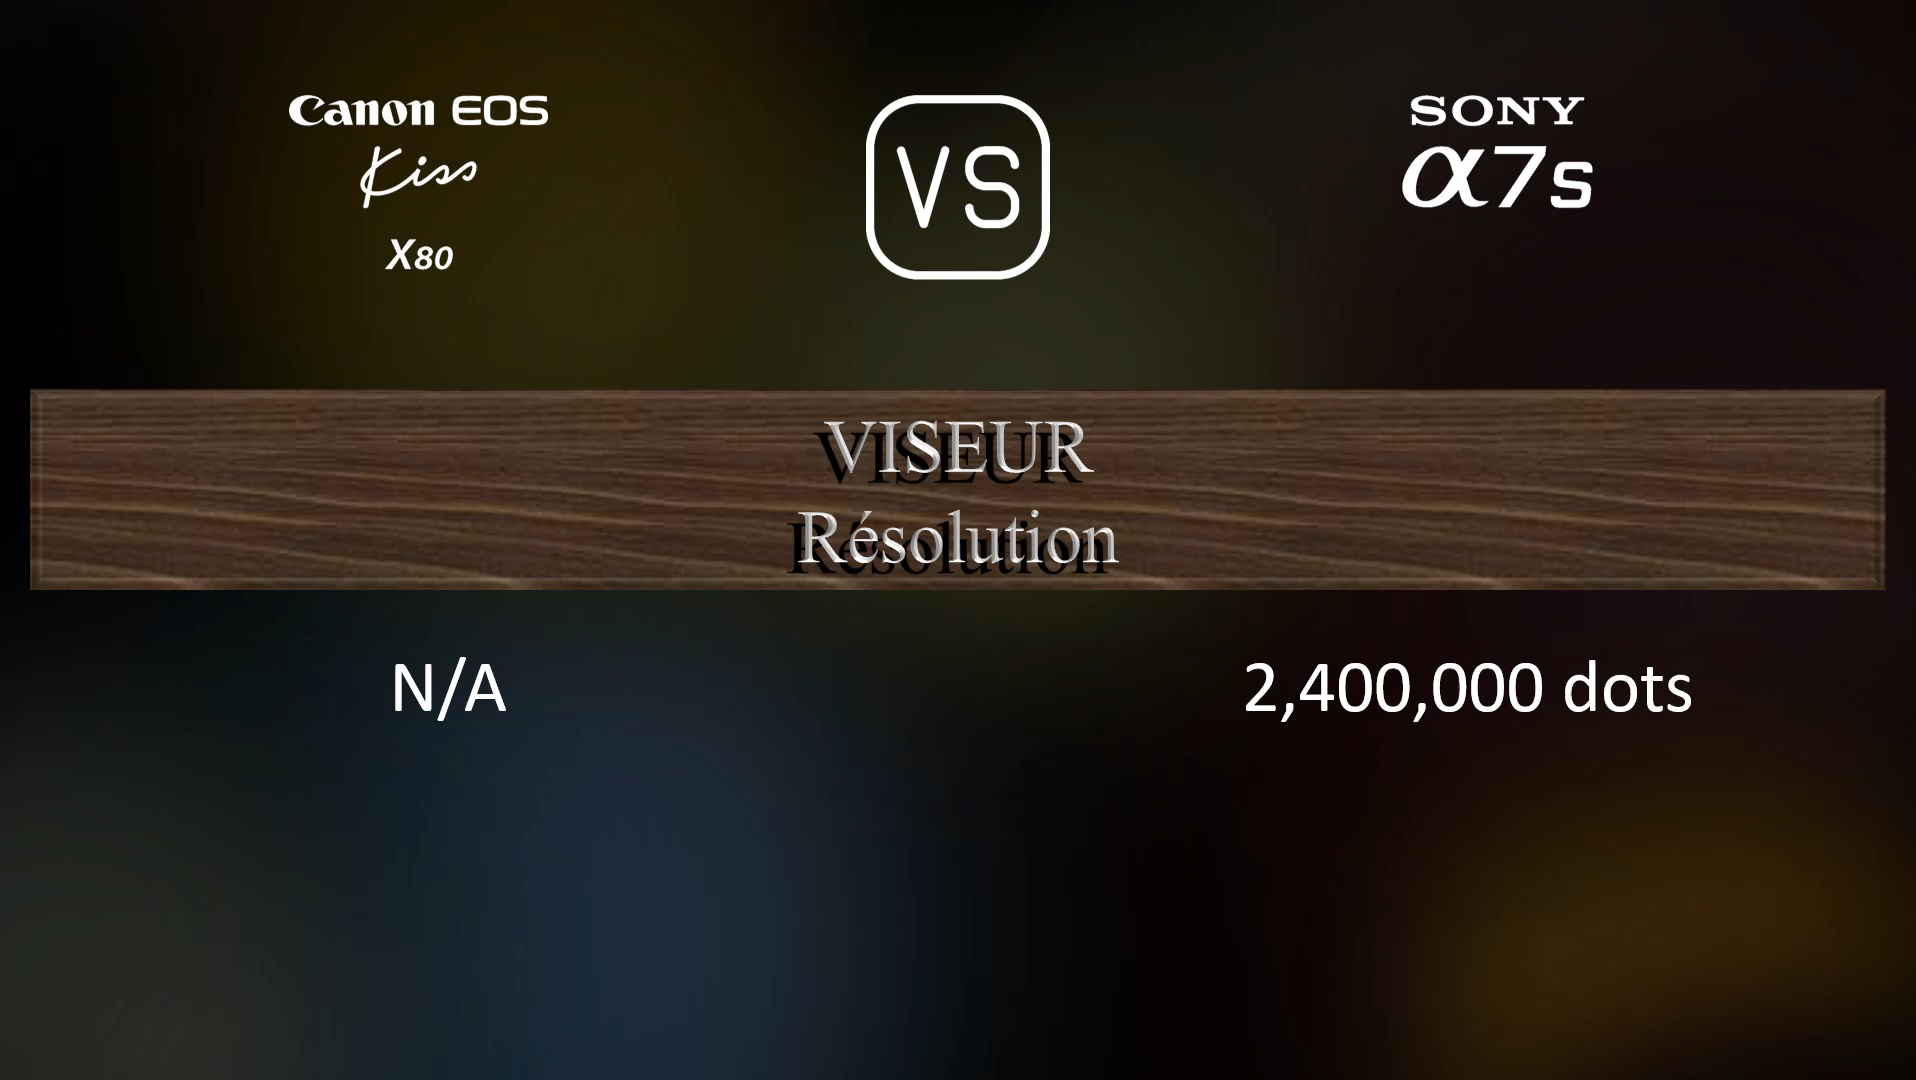 Canon EOS
Kiss
X80
VS
SONY
α7s
VISEUR
Résolution
N/A
2,400,000 dots